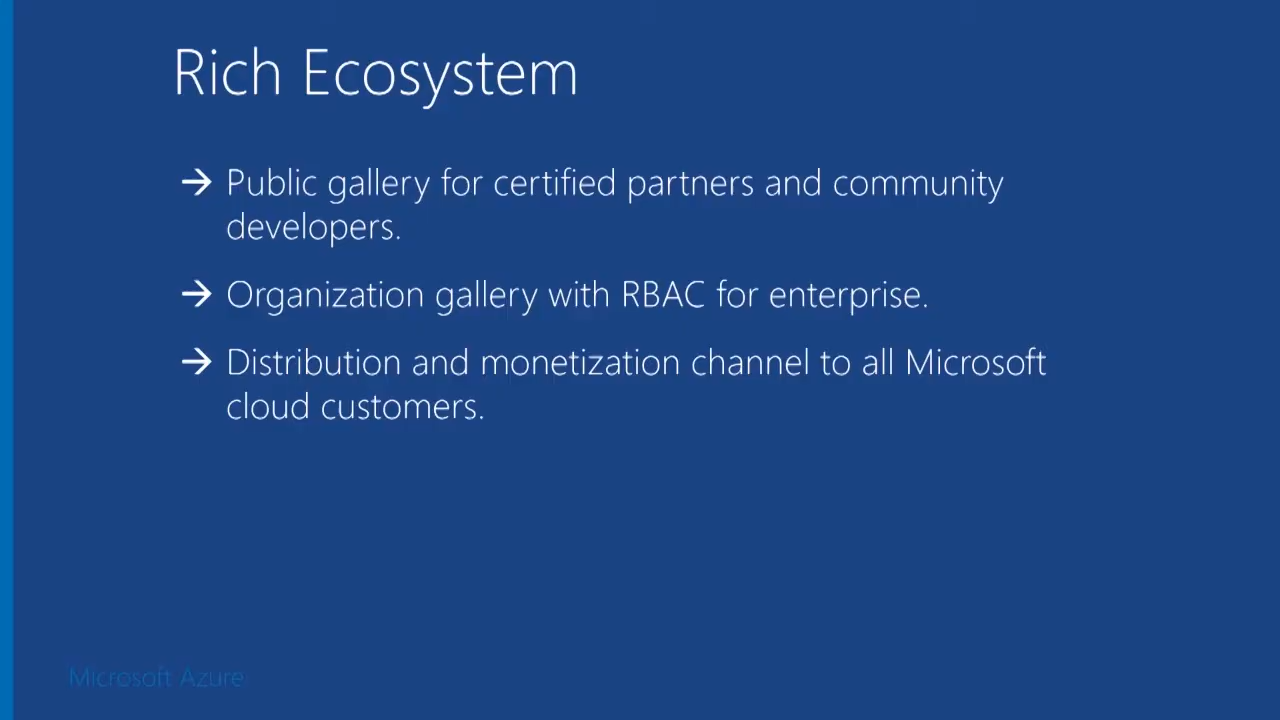 Rich Ecosystem
→ Public gallery for certified partners and community
developers.
→ Organization gallery with RBAC for enterprise.
→ Distribution and monetization channel to all Microsoft
cloud customers.
Microsoft Azure